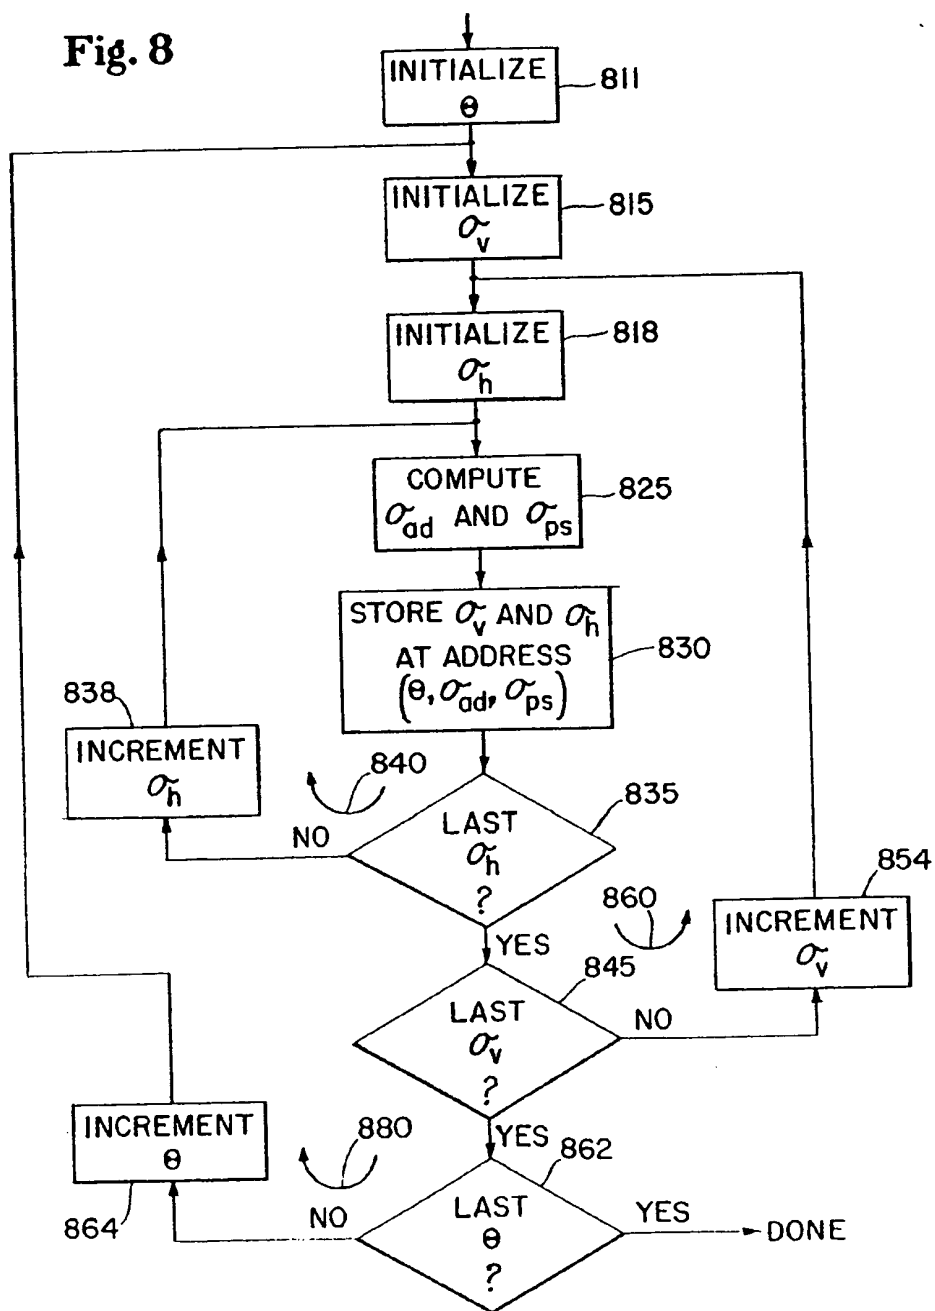 Fig. 8
INITIALIZE
θ
811
INITIALIZE
σv
815
INITIALIZE
σh
818
COMPUTE
σad AND σps
825
STORE σv AND σh
AT ADDRESS
(θ, σad, σps)
830
838
INCREMENT
σh
840
835
LAST
σh
?
NO
YES
860
854
INCREMENT
σv
845
LAST
σv
?
NO
YES
INCREMENT
θ
864
880
862
LAST
θ
?
NO
YES
DONE